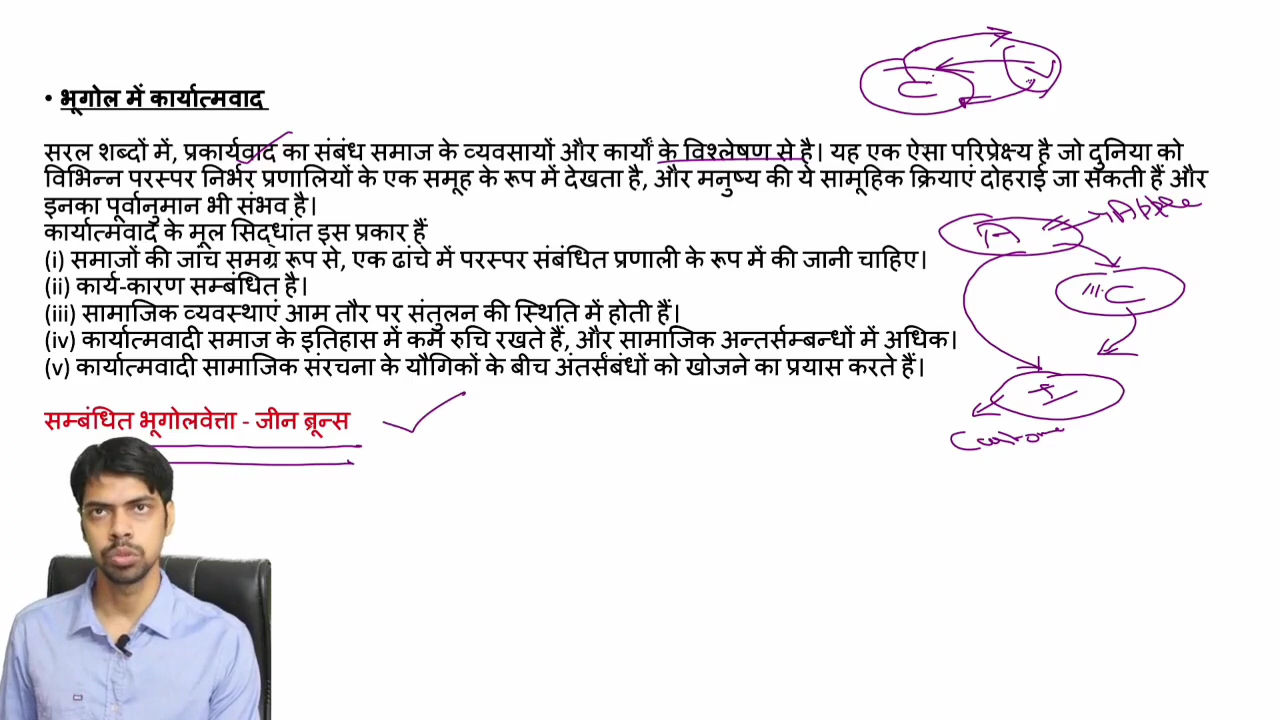 • भूगोल में कार्यात्मवाद
सरल शब्दों में, प्रकार्यवाद का संबंध समाज के व्यवसायों और कार्यों के विश्लेषण से है। यह एक ऐसा परिप्रेक्ष्य है जो दुनिया को
विभिन्न परस्पर निर्भर प्रणालियों के एक समूह के रूप में देखता है, और मनुष्य की ये सामूहिक क्रियाएं दोहराई जा सकती हैं और
इनका पूर्वानुमान भी संभव है।
कार्यात्मवाद के मूल सिद्धांत इस प्रकार हैं
(i) समाजों की जांच समग्र रूप से, एक ढांचे में परस्पर संबंधित प्रणाली के रूप में की जानी चाहिए।
(ii) कार्य-कारण सम्बंधित है।
(iii) सामाजिक व्यवस्थाएं आम तौर पर संतुलन की स्थिति में होती हैं।
(iv) कार्यात्मवादी समाज के इतिहास में कम रुचि रखते हैं, और सामाजिक अन्तर्सम्बन्धों में अधिक।
(v) कार्यात्मवादी सामाजिक संरचना के यौगिकों के बीच अंतर्संबंधों को खोजने का प्रयास करते हैं।
सम्बंधित भूगोलवेत्ता - जीन ब्रून्स
C
V
A
Apple
C
I